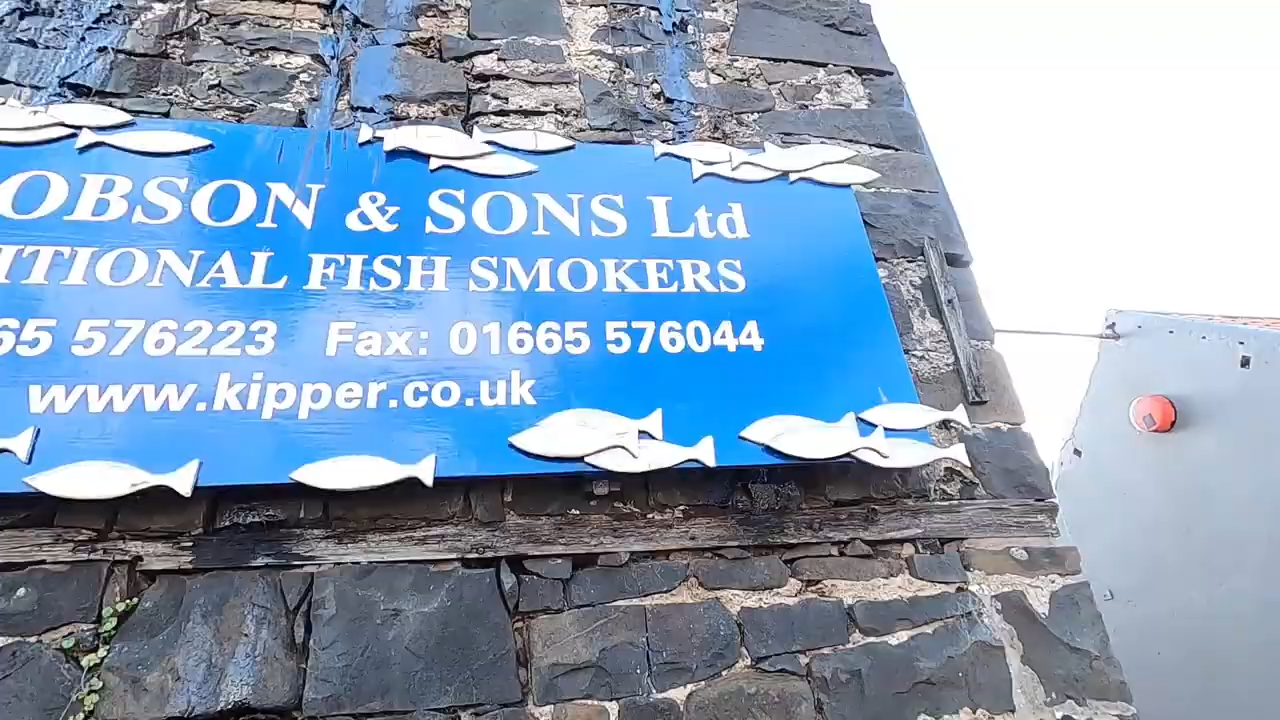 OBSON & SONS Ltd
ITIONAL FISH SMOKERS
65 576223 Fax: 01665 576044
www.kipper.co.uk